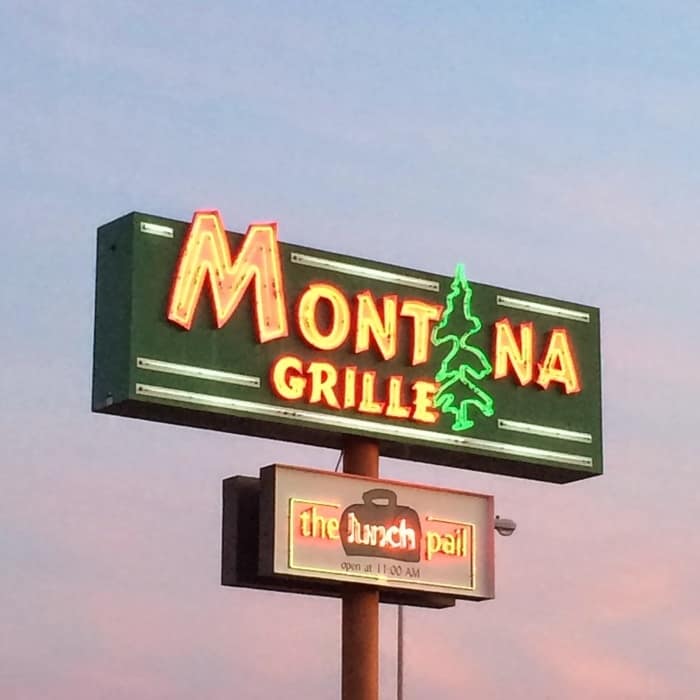 MONTANA
GRILLE
the lunch pail
open at 11:00 AM